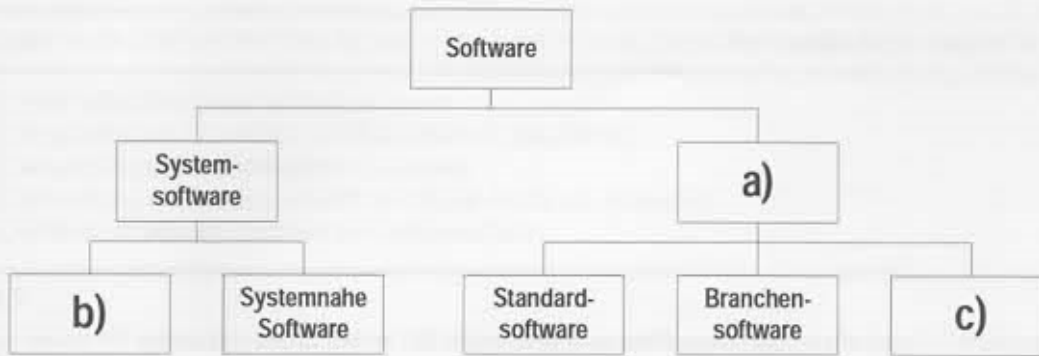 Software
System-
software
a)
b)
Systemnahe
Software
Standard-
software
Branchen-
software
c)